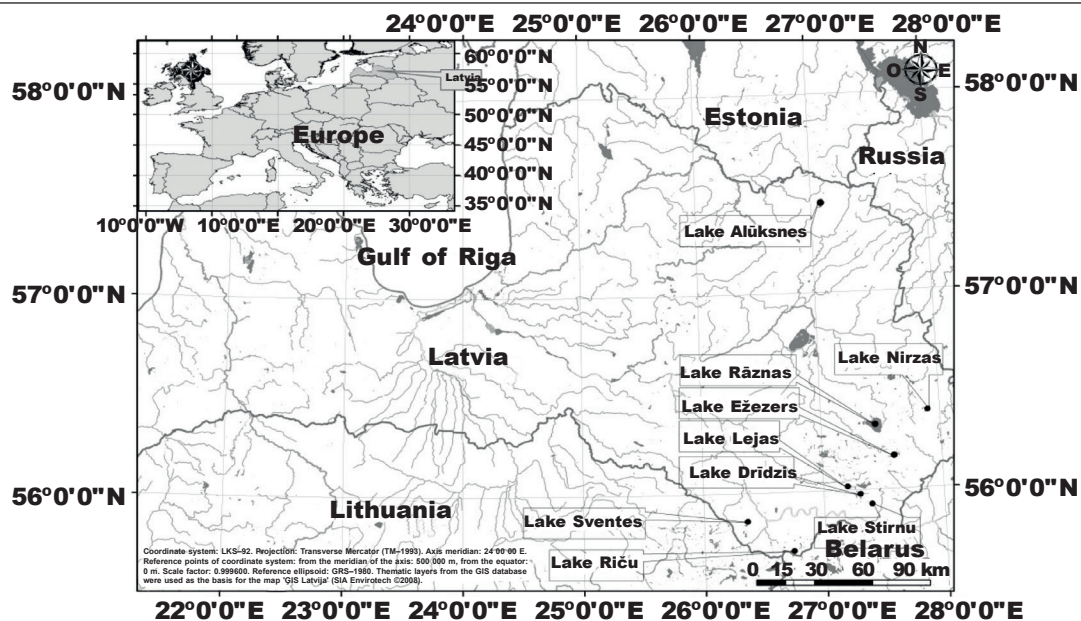 24°0'0"E 25°0'0"E 26°0'0"E 27°0'0"E 28°0'0"E
60°0'0"N
55°0'0"N
50°0'0"N
45°0'0"N
40°0'0"N
35°0'0"N
Latvia
Europe
10°0'0"W 0°0'0"E 10°0'0"E 20°0'0"E 30°0'0"E
N
O E
S
58°0'0"N
58°0'0"N
Estonia
Russia
Lake Alūksnes
Gulf of Riga
57°0'0"N
57°0'0"N
Latvia
Lake Nirzas
Lake Rāznas
Lake Ežezers
Lake Lejas
Lake Drīdzis
56°0'0"N
56°0'0"N
Lithuania
Lake Sventes
Lake Stirnu
Belarus
Lake Riču
0 15 30 60 90 km
Coordinate system: LKS–92. Projection: Transverse Mercator (TM–1993). Axis meridian: 24 00 00 E.
Reference points of coordinate system: from the meridian of the axis: 500 000 m, from the equator:
0 m. Scale factor: 0.999600. Reference ellipsoid: GRS–1980. Thematic layers from the GIS database
were used as the basis for the map 'GIS Latvija' (SIA Envirotech ©2008).
22°0'0"E 23°0'0"E 24°0'0"E 25°0'0"E 26°0'0"E 27°0'0"E 28°0'0"E